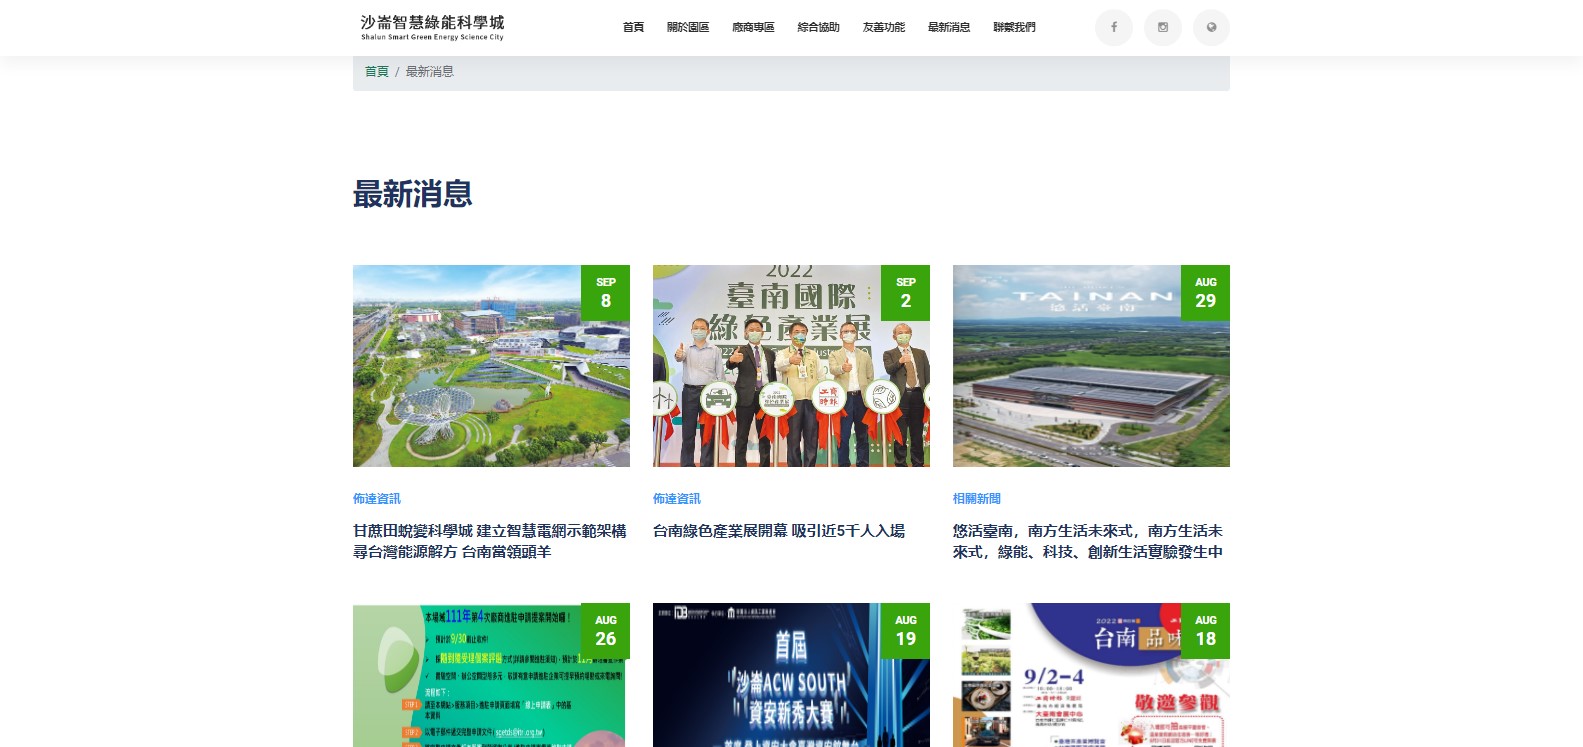 沙崙智慧綠能科學城
Shalun Smart Green Energy Science City
首頁 關於園區 廠商專區 綜合協助 友善功能 最新消息 聯繫我們
首頁 / 最新消息
最新消息
SEP
8
2022
臺南國際
綠色產業展
SEP
2
TAINAN
悠活臺南
AUG
29
佈達資訊
甘蔗田蛻變科學城 建立智慧電網示範架構
尋台灣能源解方 台南當領頭羊
佈達資訊
台南綠色產業展開幕 吸引近5千人入場
相關新聞
悠活臺南，南方生活未來式，南方生活未
來式，綠能、科技、創新生活實驗發生中
本場域111年第4次廠商進駐申請提案開始囉！
AUG
26
首屆
沙崙ACW SOUTH
資安新秀大賽
AUG
19
2022
台南品味
9/2-4
敬邀參觀
AUG
18